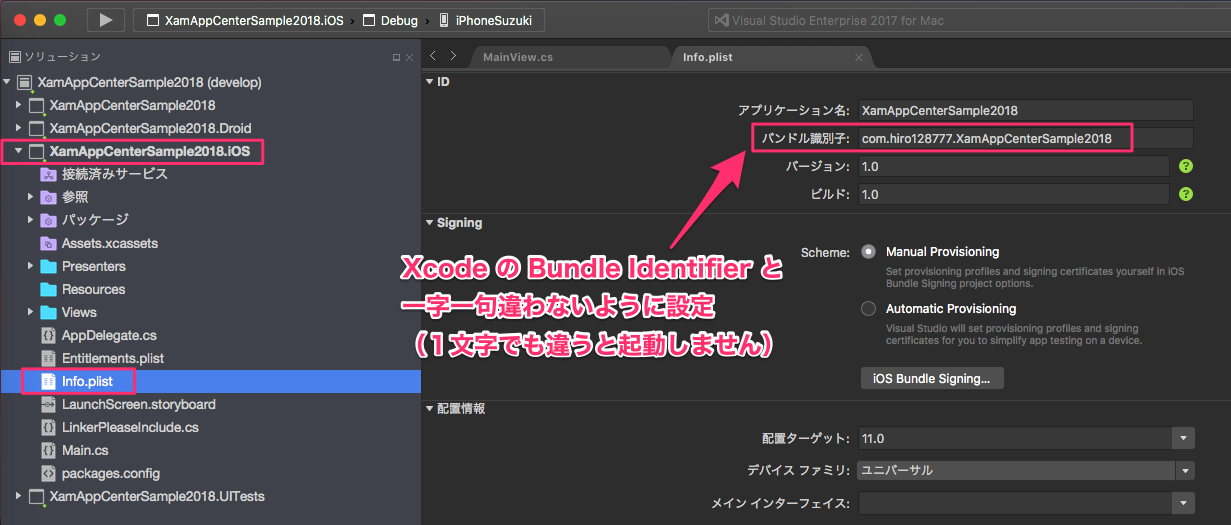 XamAppCenterSample2018.iOS > Debug > iPhoneSuzuki
Visual Studio Enterprise 2017 for Mac
ソリューション
XamAppCenterSample2018 (develop)
XamAppCenterSample2018
XamAppCenterSample2018.Droid
XamAppCenterSample2018.iOS
接続済みサービス
参照
パッケージ
Assets.xcassets
Presenters
Resources
Views
AppDelegate.cs
Entitlements.plist
Info.plist
LaunchScreen.storyboard
LinkerPleaseInclude.cs
Main.cs
packages.config
XamAppCenterSample2018.UITests
MainView.cs
Info.plist
ID
アプリケーション名: XamAppCenterSample2018
バンドル識別子: com.hiro128777.XamAppCenterSample2018
バージョン: 1.0 ?
ビルド: 1.0 ?
Signing
Scheme: Manual Provisioning
Set provisioning profiles and signing certificates yourself in iOS
Bundle Signing project options.
Automatic Provisioning
Visual Studio will set provisioning profiles and signing
certificates for you to simplify app testing on a device.
iOS Bundle Signing...
Xcode の Bundle Identifier と
一字一句違わないように設定
（１文字でも違うと起動しません）
配置情報
配置ターゲット: 11.0
デバイス ファミリ: ユニバーサル
メイン インターフェイス: